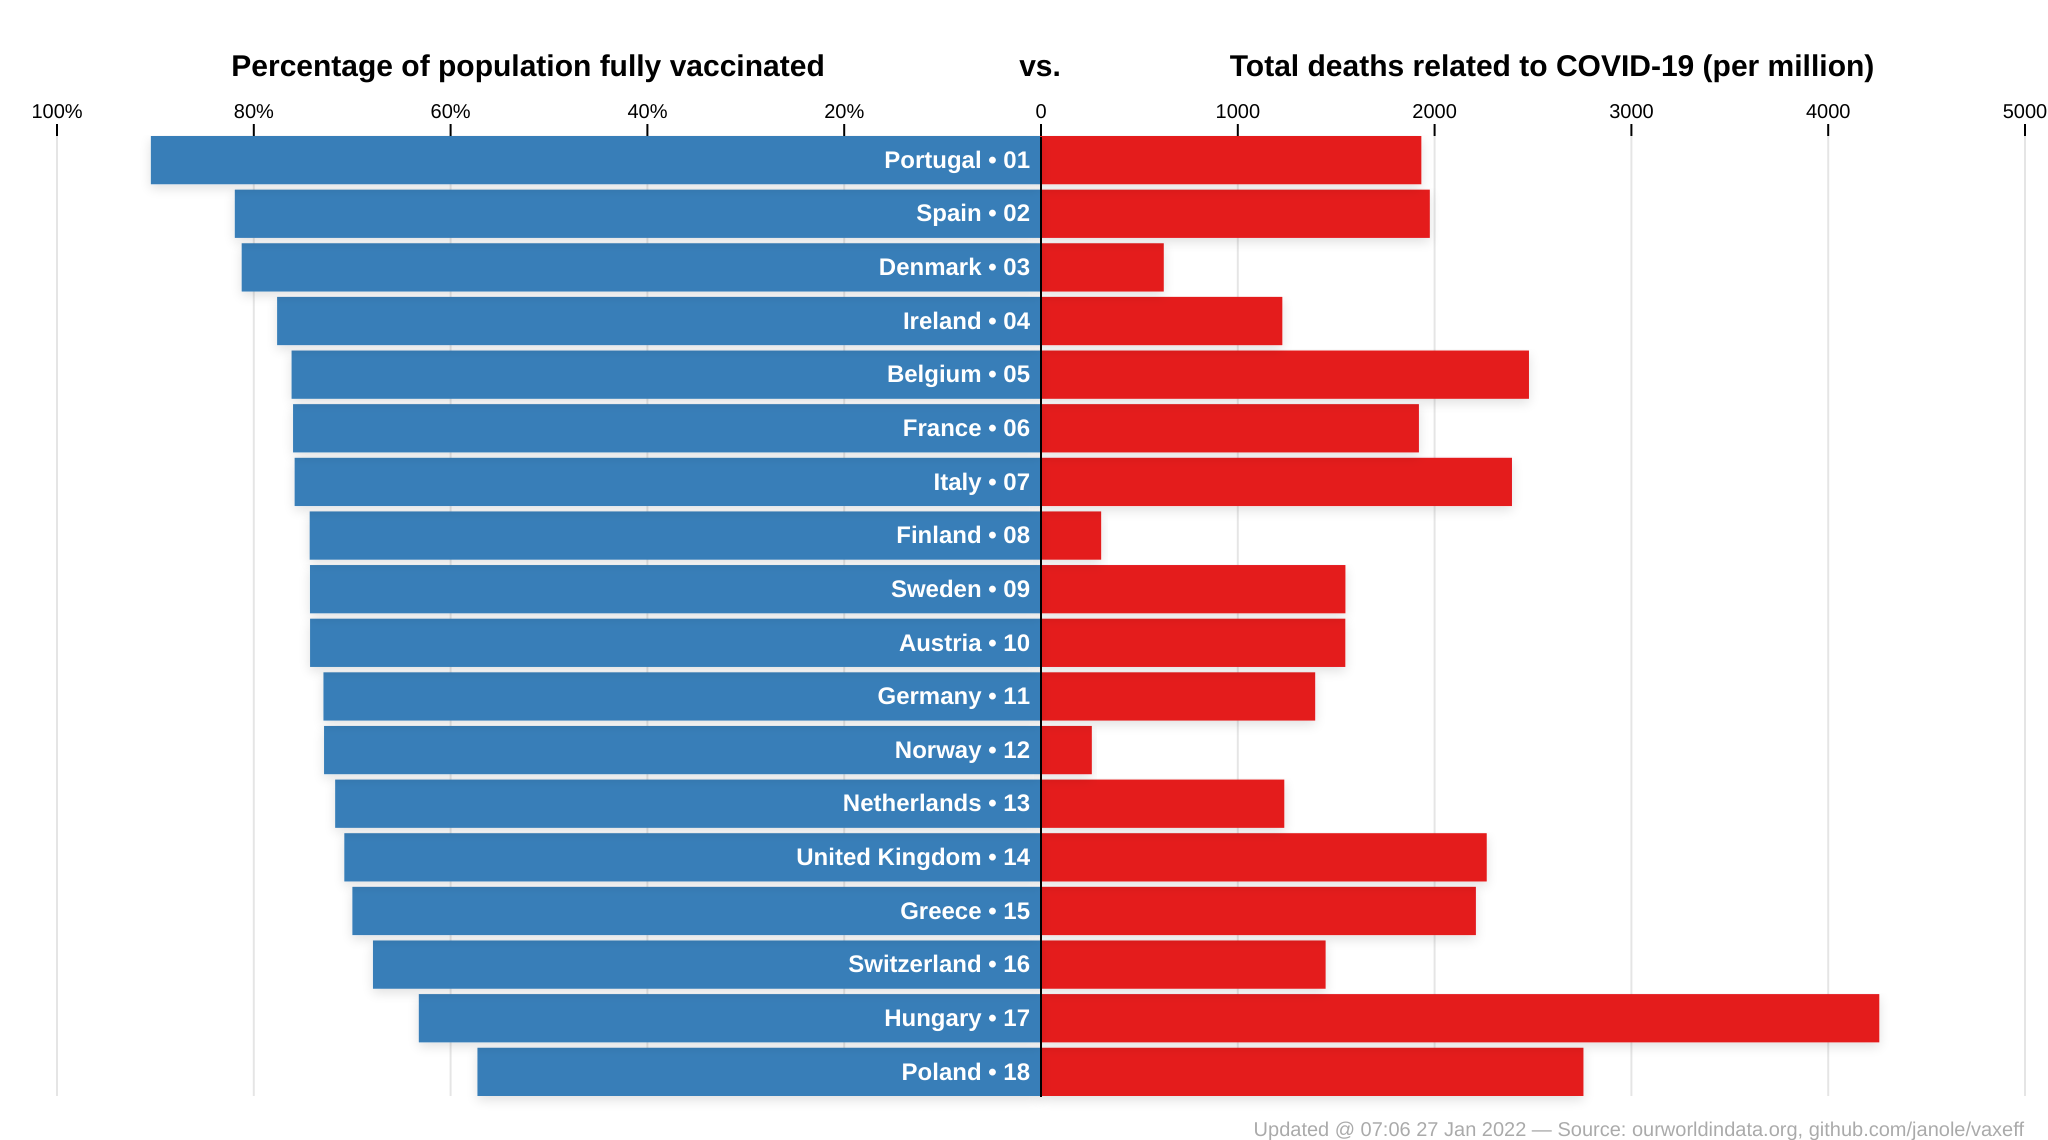 Percentage of population fully vaccinated vs. Total deaths related to COVID-19 (per million)
100% 80% 60% 40% 20% 0 1000 2000 3000 4000 5000
Portugal • 01
Spain • 02
Denmark • 03
Ireland • 04
Belgium • 05
France • 06
Italy • 07
Finland • 08
Sweden • 09
Austria • 10
Germany • 11
Norway • 12
Netherlands • 13
United Kingdom • 14
Greece • 15
Switzerland • 16
Hungary • 17
Poland • 18
Updated @ 07:06 27 Jan 2022 — Source: ourworldindata.org, github.com/janole/vaxeff